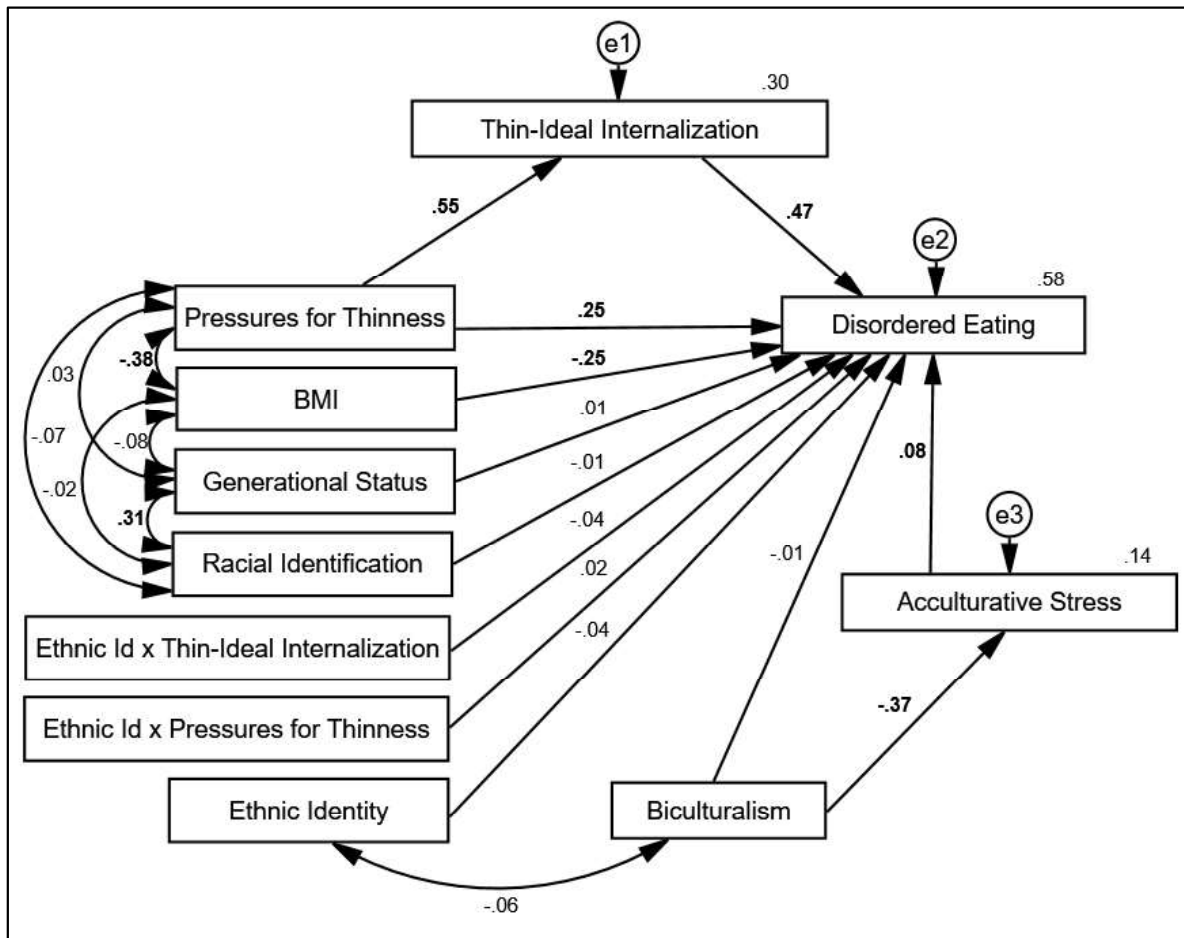 e1
.30
Thin-Ideal Internalization
.55
.47
e2
.58
Pressures for Thinness
.25
Disordered Eating
-.38
.03
BMI
-.25
.01
-.07
-.08
Generational Status
-.01
.08
-.02
.31
-.04
e3
Racial Identification
.02
-.01
.14
Acculturative Stress
Ethnic Id x Thin-Ideal Internalization
-.04
-.37
Ethnic Id x Pressures for Thinness
Ethnic Identity
Biculturalism
-.06